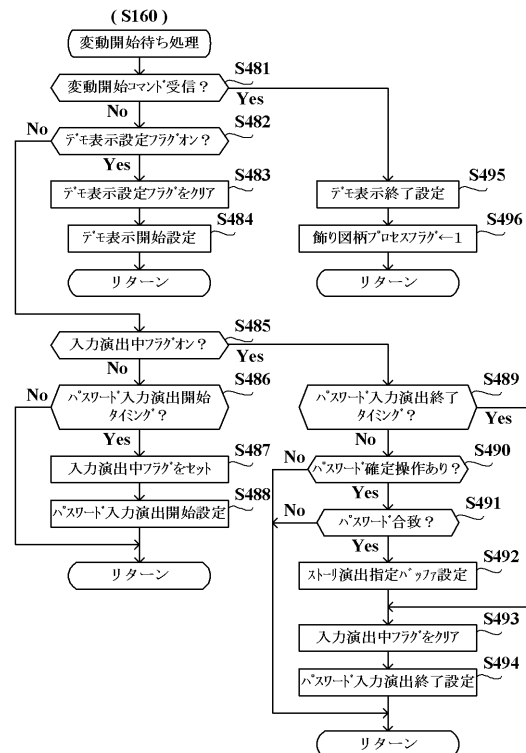 ( S160 )
変動開始待ち処理
S481
変動開始コマンド受信？
No
Yes
S482
No
デモ表示設定フラグオン？
Yes
S483
デモ表示設定フラグをクリア
S484
デモ表示開始設定
リターン
S495
デモ表示終了設定
S496
飾り図柄プロセスフラグ←1
リターン
S485
入力演出中フラグオン？
Yes
No
S486
No
パスワード入力演出開始
タイミング？
Yes
S487
入力演出中フラグをセット
S488
パスワード入力演出開始設定
リターン
S489
パスワード入力演出終了
タイミング？
Yes
No
S490
No
パスワード確定操作あり？
Yes
S491
No
パスワード合致？
Yes
S492
ストーリ演出指定バッファ設定
S493
入力演出中フラグをクリア
S494
パスワード入力演出終了設定
リターン